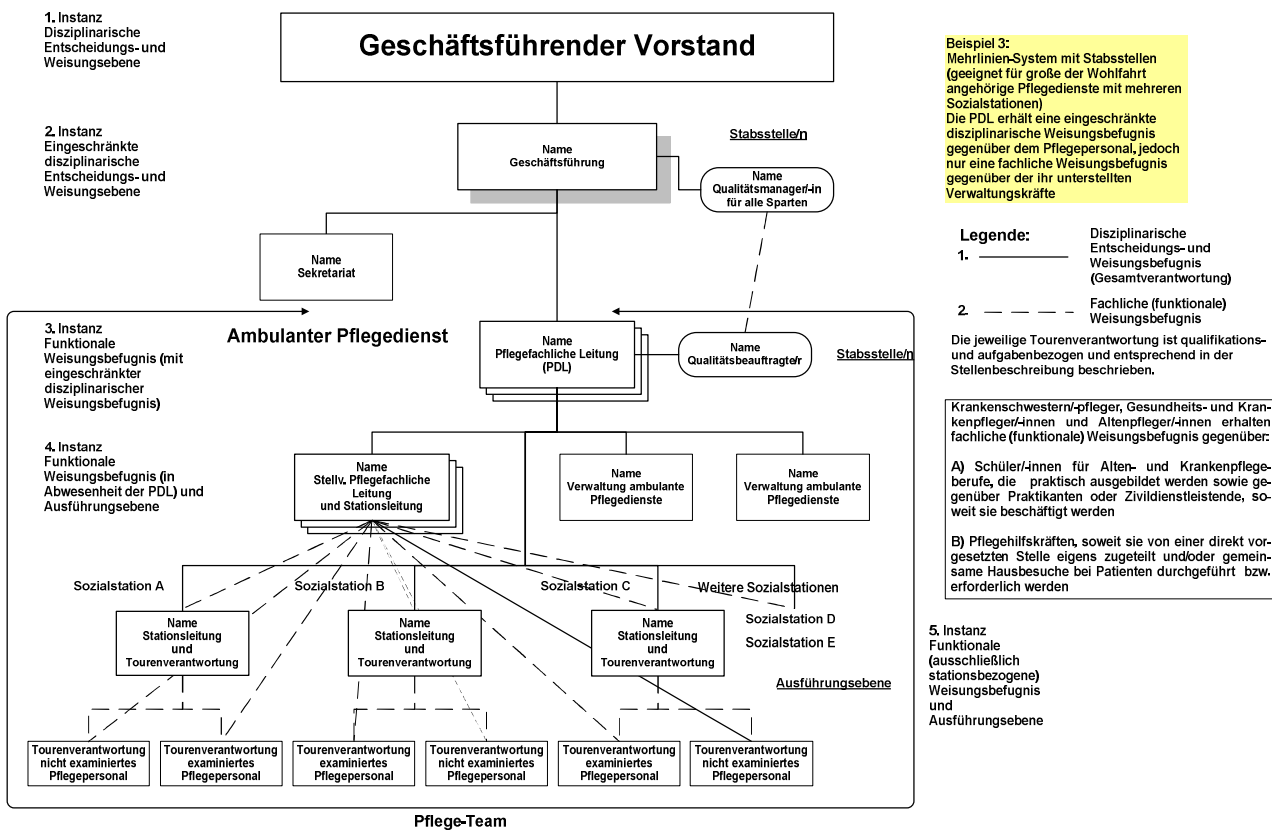 1. Instanz
Disziplinarische
Entscheidungs- und
Weisungsebene
Geschäftsführender Vorstand
Beispiel 3:
Mehrlinien-System mit Stabsstellen
(geeignet für große der Wohlfahrt
angehörige Pflegedienste mit mehreren
Sozialstationen)
Die PDL erhält eine eingeschränkte
disziplinarische Weisungsbefugnis
gegenüber dem Pflegepersonal, jedoch
nur eine fachliche Weisungsbefugnis
gegenüber der ihr unterstellten
Verwaltungskräfte
2. Instanz
Eingeschränkte
disziplinarische
Entscheidungs- und
Weisungsebene
Name
Geschäftsführung
Stabsstelle/n
Name
Qualitätsmanager/-in
für alle Sparten
Name
Sekretariat
Legende:
1.
Disziplinarische
Entscheidungs- und
Weisungsbefugnis
(Gesamtverantwortung)
2.
Fachliche (funktionale)
Weisungsbefugnis
Die jeweilige Tourenverantwortung ist qualifikations-
und aufgabenbezogen und entsprechend in der
Stellenbeschreibung beschrieben.
3. Instanz
Funktionale
Weisungsbefugnis (mit
eingeschränkter
disziplinarischer
Weisungsbefugnis)
Ambulanter Pflegedienst
Name
Pflegefachliche Leitung
(PDL)
Name
Qualitätsbeauftragte/r
Stabsstelle/n
Krankenschwestern/-pfleger, Gesundheits- und Kran-
kenpfleger/-innen und Altenpfleger/-innen erhalten
fachliche (funktionale) Weisungsbefugnis gegenüber:
A) Schüler/-innen für Alten- und Krankenpflege-
berufe, die praktisch ausgebildet werden sowie ge-
genüber Praktikanten oder Zivildienstleistende, so-
weit sie beschäftigt werden
B) Pflegehilfskräften, soweit sie von einer direkt vor-
gesetzten Stelle eigens zugeteilt und/oder gemein-
same Hausbesuche bei Patienten durchgeführt bzw.
erforderlich werden
4. Instanz
Funktionale
Weisungsbefugnis (in
Abwesenheit der PDL) und
Ausführungsebene
Name
Stellv. Pflegefachliche
Leitung
und Stationsleitung
Name
Verwaltung ambulante
Pflegedienste
Name
Verwaltung ambulante
Pflegedienste
Sozialstation A
Sozialstation B
Sozialstation C
Weitere Sozialstationen
Sozialstation D
Sozialstation E
Name
Stationsleitung
und
Tourenverantwortung
Name
Stationsleitung
und
Tourenverantwortung
Name
Stationsleitung
und
Tourenverantwortung
Ausführungsebene
5. Instanz
Funktionale
(ausschließlich
stationsbezogene)
Weisungsbefugnis
und
Ausführungsebene
Tourenverantwortung
nicht examiniertes
Pflegepersonal
Tourenverantwortung
examiniertes
Pflegepersonal
Tourenverantwortung
examiniertes
Pflegepersonal
Tourenverantwortung
nicht examiniertes
Pflegepersonal
Tourenverantwortung
examiniertes
Pflegepersonal
Tourenverantwortung
nicht examiniertes
Pflegepersonal
Pflege-Team